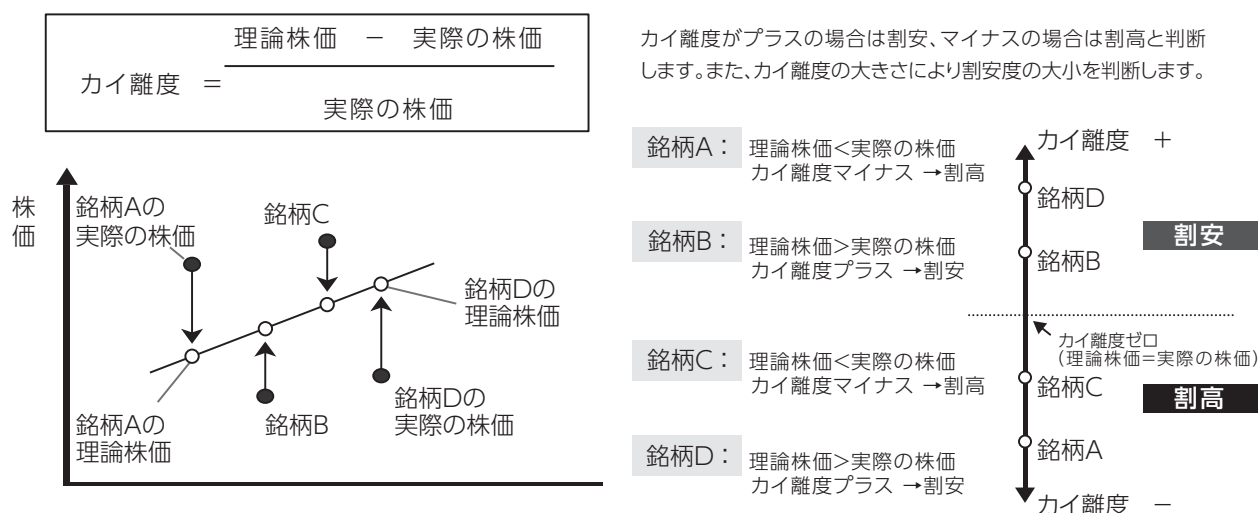 理論株価 − 実際の株価
カイ離度 =
実際の株価
カイ離度がプラスの場合は割安、マイナスの場合は割高と判断
します。また、カイ離度の大きさにより割安度の大小を判断します。
株
価
銘柄Aの
実際の株価
銘柄C
銘柄Dの
理論株価
銘柄Aの
理論株価
銘柄B
銘柄Dの
実際の株価
銘柄A：
理論株価<実際の株価
カイ離度マイナス →割高
銘柄B：
理論株価>実際の株価
カイ離度プラス →割安
銘柄C：
理論株価<実際の株価
カイ離度マイナス →割高
銘柄D：
理論株価>実際の株価
カイ離度プラス →割安
カイ離度 +
銘柄D
割安
銘柄B
カイ離度ゼロ
(理論株価=実際の株価)
銘柄C
割高
銘柄A
カイ離度 −